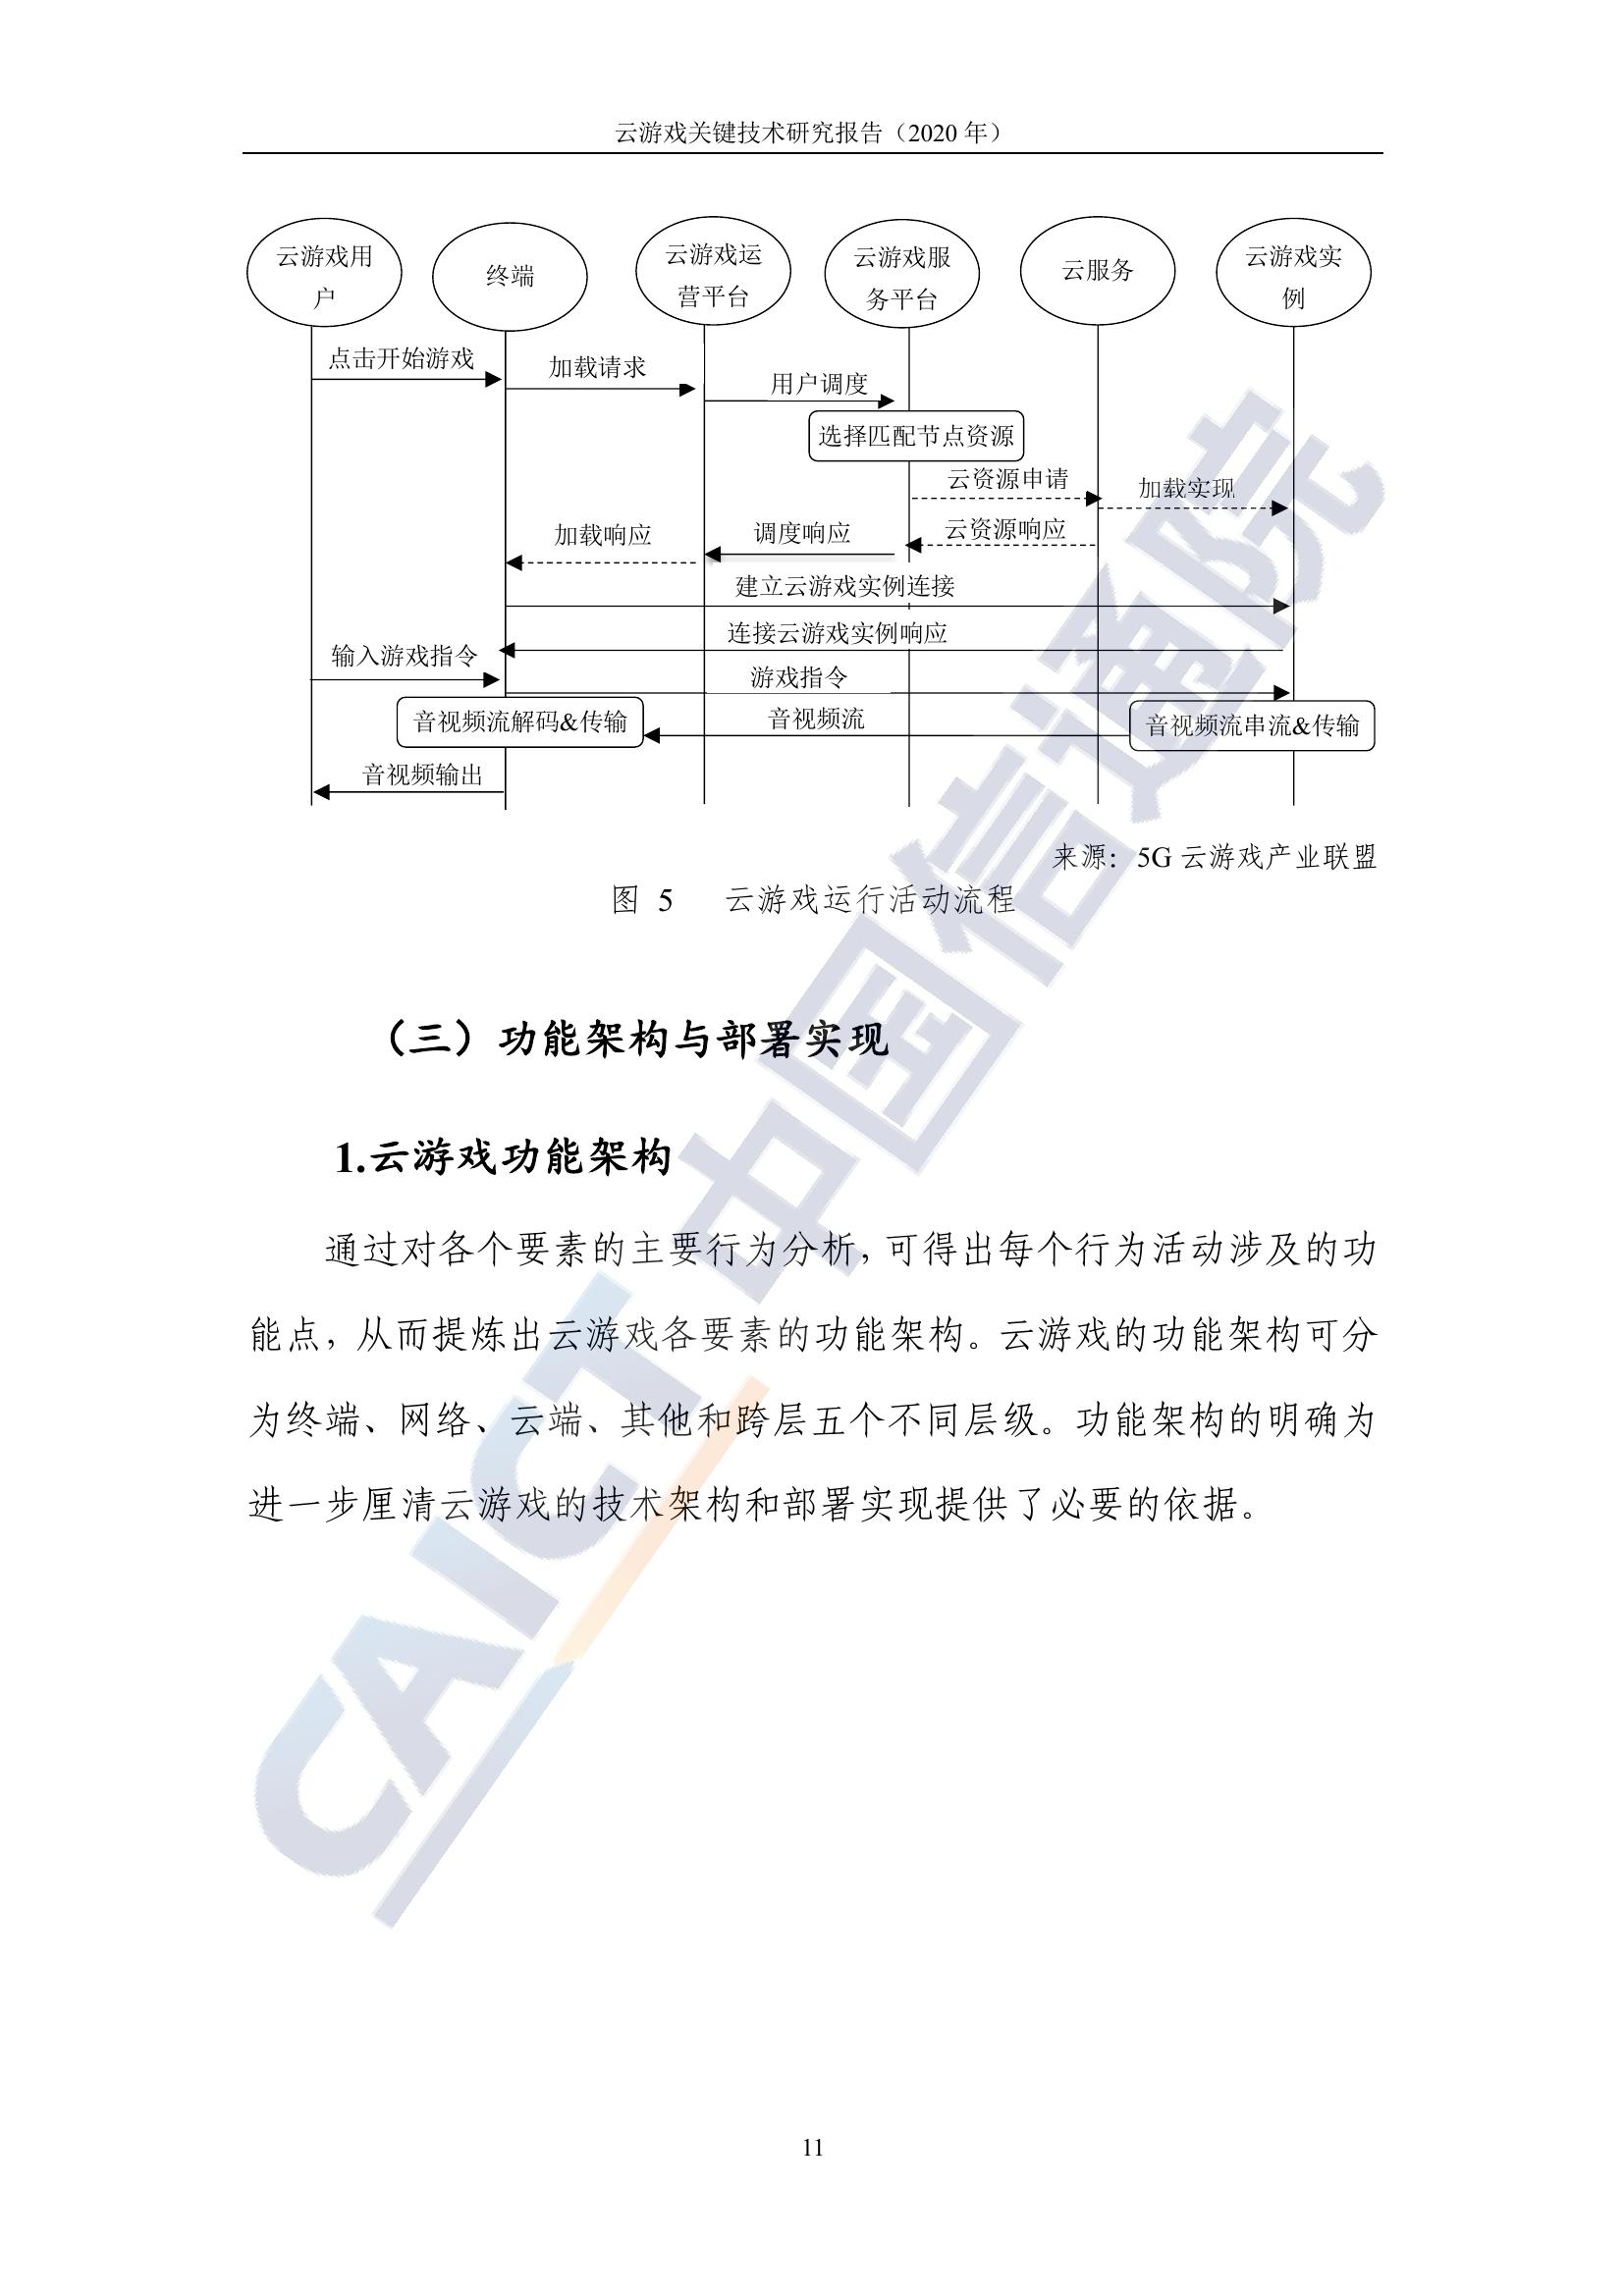 云游戏关键技术研究报告（2020 年）
云游戏用
户
终端
云游戏运
营平台
云游戏服
务平台
云服务
云游戏实
例
点击开始游戏
加载请求
用户调度
选择匹配节点资源
云资源申请
加载实现
加载响应
调度响应
云资源响应
建立云游戏实例连接
连接云游戏实例响应
输入游戏指令
游戏指令
音视频流解码&传输
音视频流
音视频流串流&传输
音视频输出
来源：5G 云游戏产业联盟
图 5 云游戏运行活动流程
（三）功能架构与部署实现
1.云游戏功能架构
通过对各个要素的主要行为分析，可得出每个行为活动涉及的功
能点，从而提炼出云游戏各要素的功能架构。云游戏的功能架构可分
为终端、网络、云端、其他和跨层五个不同层级。功能架构的明确为
进一步厘清云游戏的技术架构和部署实现提供了必要的依据。
CAICT 中国信通院
11